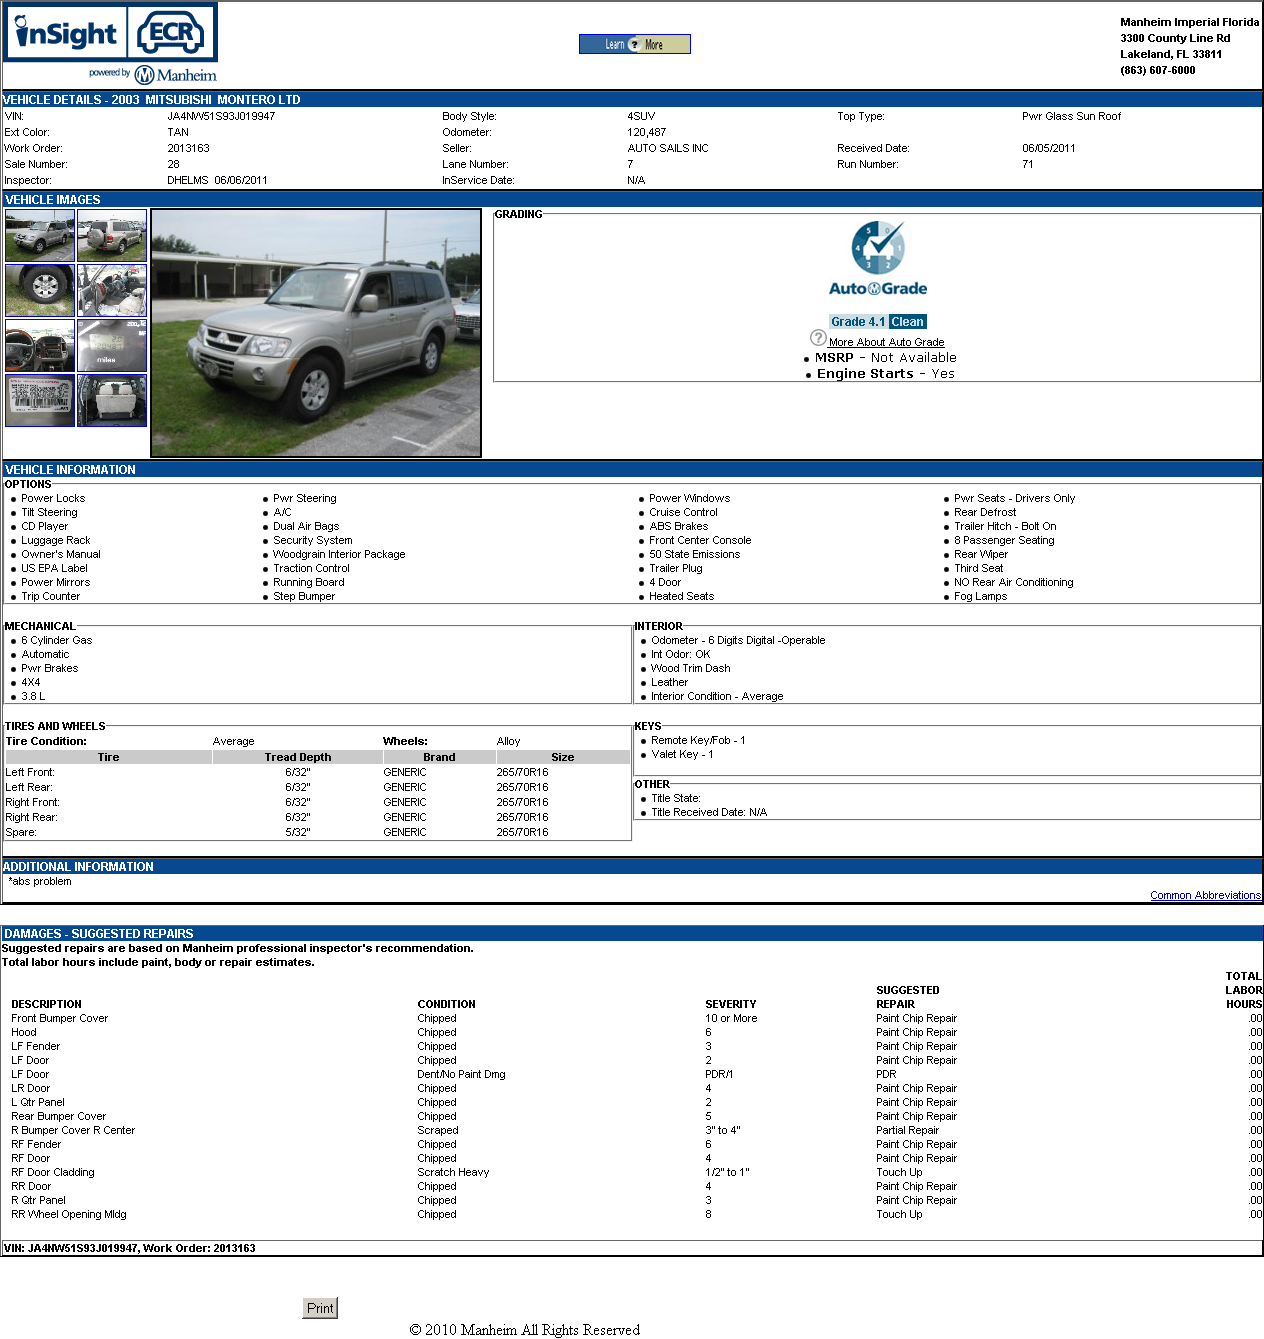 inSight ECR
powered by Manheim
Learn ? More
Manheim Imperial Florida
3300 County Line Rd
Lakeland, FL 33811
(863) 607-6000
VEHICLE DETAILS - 2003 MITSUBISHI MONTERO LTD
VIN: JA4NW51S93J019947 Body Style: 4SUV Top Type: Pwr Glass Sun Roof
Ext Color: TAN Odometer: 120,487
Work Order: 2013163 Seller: AUTO SAILS INC Received Date: 06/05/2011
Sale Number: 28 Lane Number: 7 Run Number: 71
Inspector: DHELMS 06/06/2011 InService Date: N/A
VEHICLE IMAGES
miles
GRADING
5 0 4 1 3 2
AutoGrade
Grade 4.1 Clean
? More About Auto Grade
MSRP - Not Available
Engine Starts - Yes
VEHICLE INFORMATION
OPTIONS
Power Locks Pwr Steering Power Windows Pwr Seats - Drivers Only
Tilt Steering A/C Cruise Control Rear Defrost
CD Player Dual Air Bags ABS Brakes Trailer Hitch - Bolt On
Luggage Rack Security System Front Center Console 8 Passenger Seating
Owner's Manual Woodgrain Interior Package 50 State Emissions Rear Wiper
US EPA Label Traction Control Trailer Plug Third Seat
Power Mirrors Running Board 4 Door NO Rear Air Conditioning
Trip Counter Step Bumper Heated Seats Fog Lamps
MECHANICAL
6 Cylinder Gas
Automatic
Pwr Brakes
4X4
3.8 L
INTERIOR
Odometer - 6 Digits Digital -Operable
Int Odor: OK
Wood Trim Dash
Leather
Interior Condition - Average
TIRES AND WHEELS
Tire Condition: Average Wheels: Alloy
Tire Tread Depth Brand Size
Left Front: 6/32" GENERIC 265/70R16
Left Rear: 6/32" GENERIC 265/70R16
Right Front: 6/32" GENERIC 265/70R16
Right Rear: 6/32" GENERIC 265/70R16
Spare: 5/32" GENERIC 265/70R16
KEYS
Remote Key/Fob - 1
Valet Key - 1
OTHER
Title State:
Title Received Date: N/A
ADDITIONAL INFORMATION
*abs problem
Common Abbreviations
DAMAGES - SUGGESTED REPAIRS
Suggested repairs are based on Manheim professional inspector's recommendation.
Total labor hours include paint, body or repair estimates.
DESCRIPTION CONDITION SEVERITY SUGGESTED REPAIR TOTAL LABOR HOURS
Front Bumper Cover Chipped 10 or More Paint Chip Repair .00
Hood Chipped 6 Paint Chip Repair .00
LF Fender Chipped 3 Paint Chip Repair .00
LF Door Chipped 2 Paint Chip Repair .00
LF Door Dent/No Paint Dmg PDR/1 PDR .00
LR Door Chipped 4 Paint Chip Repair .00
L Qtr Panel Chipped 2 Paint Chip Repair .00
Rear Bumper Cover Chipped 5 Paint Chip Repair .00
R Bumper Cover R Center Scraped 3" to 4" Partial Repair .00
RF Fender Chipped 6 Paint Chip Repair .00
RF Door Chipped 4 Paint Chip Repair .00
RF Door Cladding Scratch Heavy 1/2" to 1" Touch Up .00
RR Door Chipped 4 Paint Chip Repair .00
R Qtr Panel Chipped 3 Paint Chip Repair .00
RR Wheel Opening Mldg Chipped 8 Touch Up .00
VIN: JA4NW51S93J019947, Work Order: 2013163
Print
© 2010 Manheim All Rights Reserved